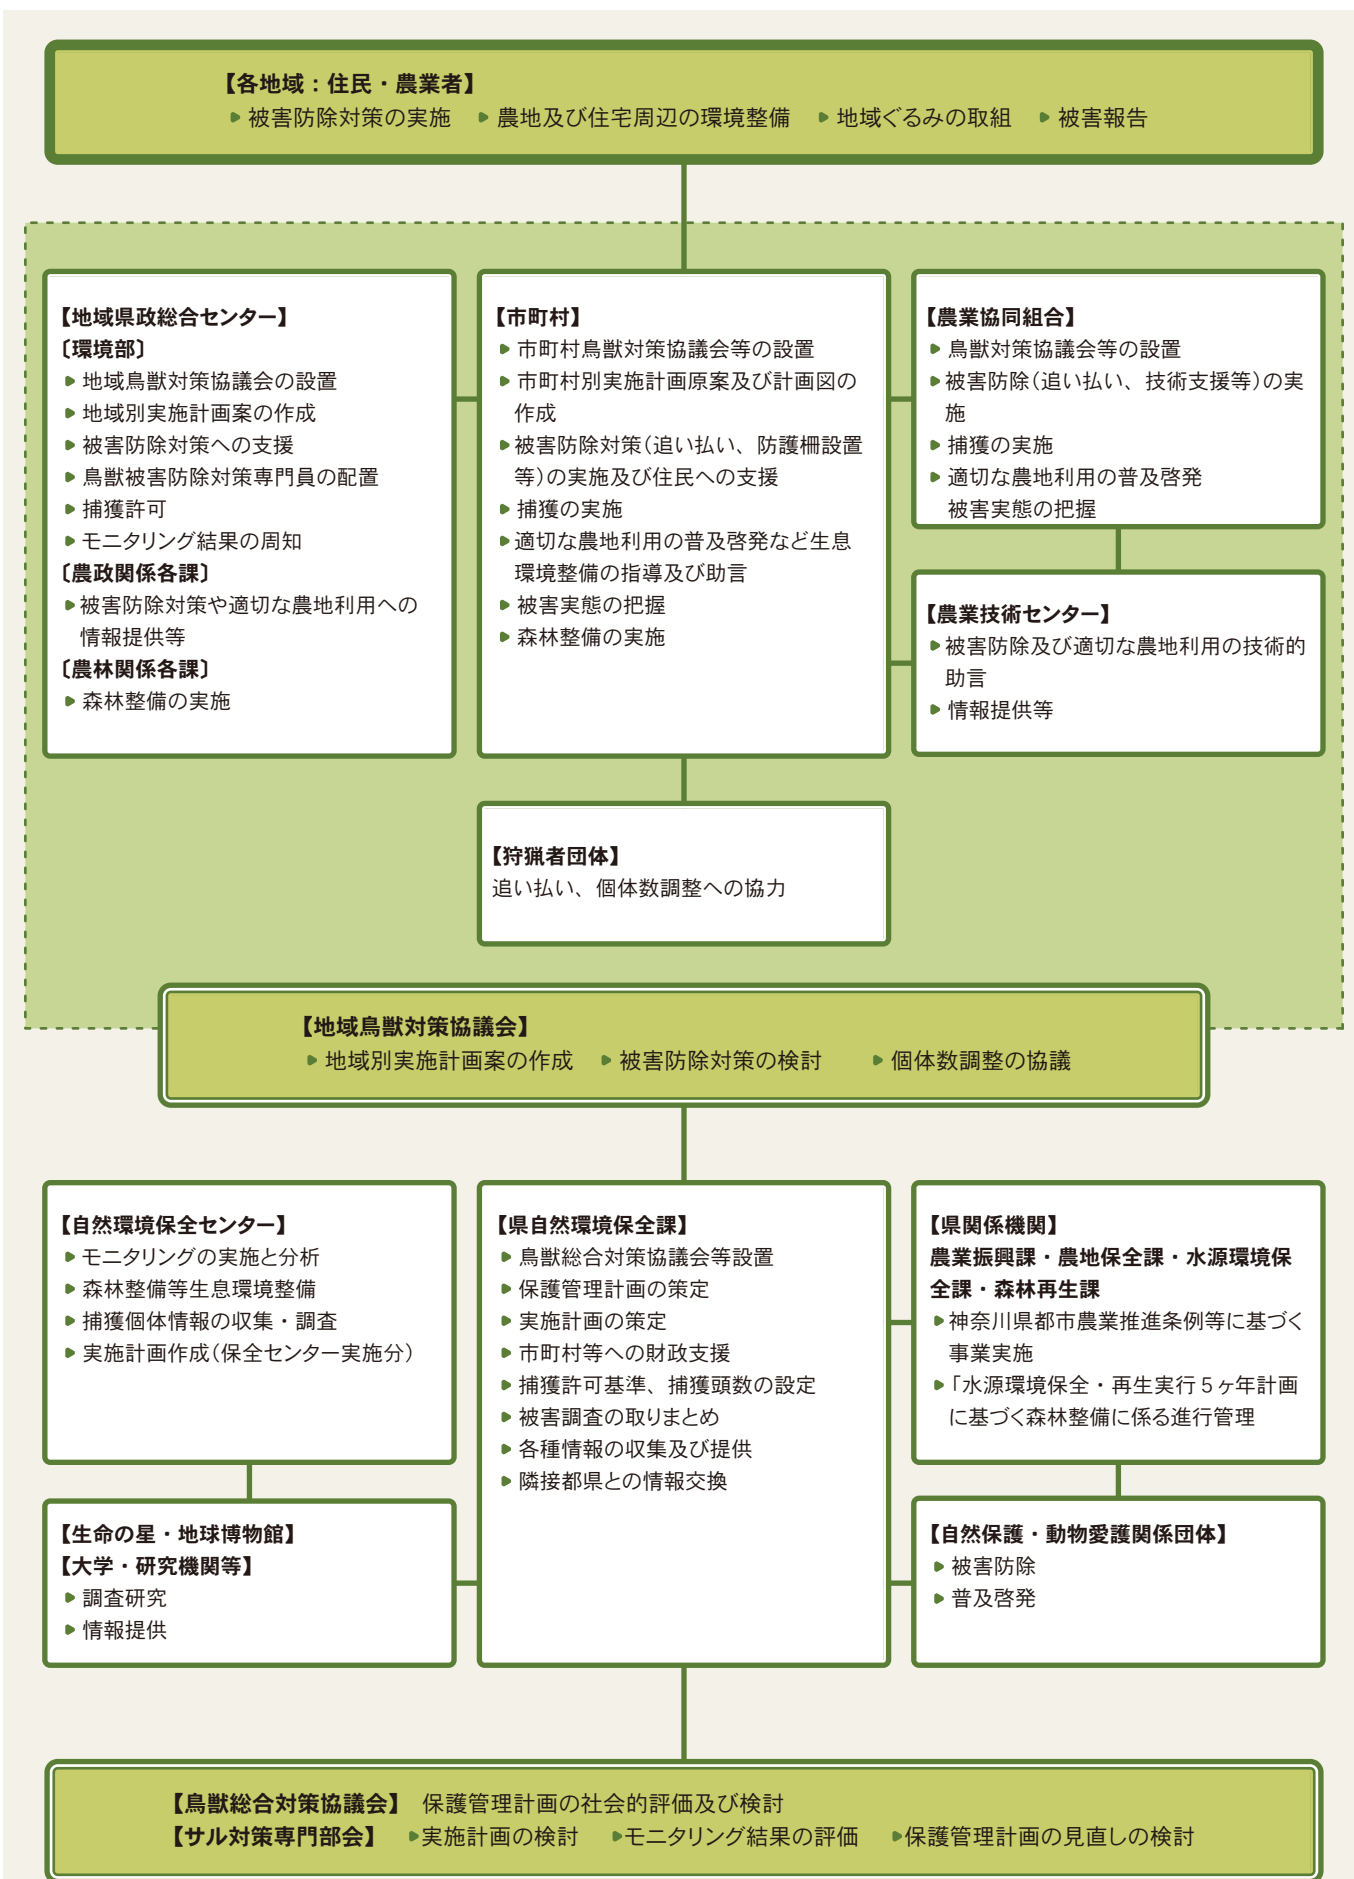 【各地域：住民・農業者】
被害防除対策の実施 農地及び住宅周辺の環境整備 地域ぐるみの取組 被害報告
【地域県政総合センター】
〔環境部〕
地域鳥獣対策協議会の設置
地域別実施計画案の作成
被害防除対策への支援
鳥獣被害防除対策専門員の配置
捕獲許可
モニタリング結果の周知
〔農政関係各課〕
被害防除対策や適切な農地利用への
情報提供等
〔農林関係各課〕
森林整備の実施
【市町村】
市町村鳥獣対策協議会等の設置
市町村別実施計画原案及び計画図の
作成
被害防除対策（追い払い、防護柵設置
等）の実施及び住民への支援
捕獲の実施
適切な農地利用の普及啓発など生息
環境整備の指導及び助言
被害実態の把握
森林整備の実施
【農業協同組合】
鳥獣対策協議会等の設置
被害防除（追い払い、技術支援等）の実
施
捕獲の実施
適切な農地利用の普及啓発
被害実態の把握
【農業技術センター】
被害防除及び適切な農地利用の技術的
助言
情報提供等
【狩猟者団体】
追い払い、個体数調整への協力
【地域鳥獣対策協議会】
地域別実施計画案の作成 被害防除対策の検討 個体数調整の協議
【自然環境保全センター】
モニタリングの実施と分析
森林整備等生息環境整備
捕獲個体情報の収集・調査
実施計画作成（保全センター実施分）
【生命の星・地球博物館】
【大学・研究機関等】
調査研究
情報提供
【県自然環境保全課】
鳥獣総合対策協議会等設置
保護管理計画の策定
実施計画の策定
市町村等への財政支援
捕獲許可基準、捕獲頭数の設定
被害調査の取りまとめ
各種情報の収集及び提供
隣接都県との情報交換
【県関係機関】
農業振興課・農地保全課・水源環境保
全課・森林再生課
神奈川県都市農業推進条例等に基づく
事業実施
「水源環境保全・再生実行５ヶ年計画
に基づく森林整備に係る進行管理
【自然保護・動物愛護関係団体】
被害防除
普及啓発
【鳥獣総合対策協議会】 保護管理計画の社会的評価及び検討
【サル対策専門部会】 実施計画の検討 モニタリング結果の評価 保護管理計画の見直しの検討